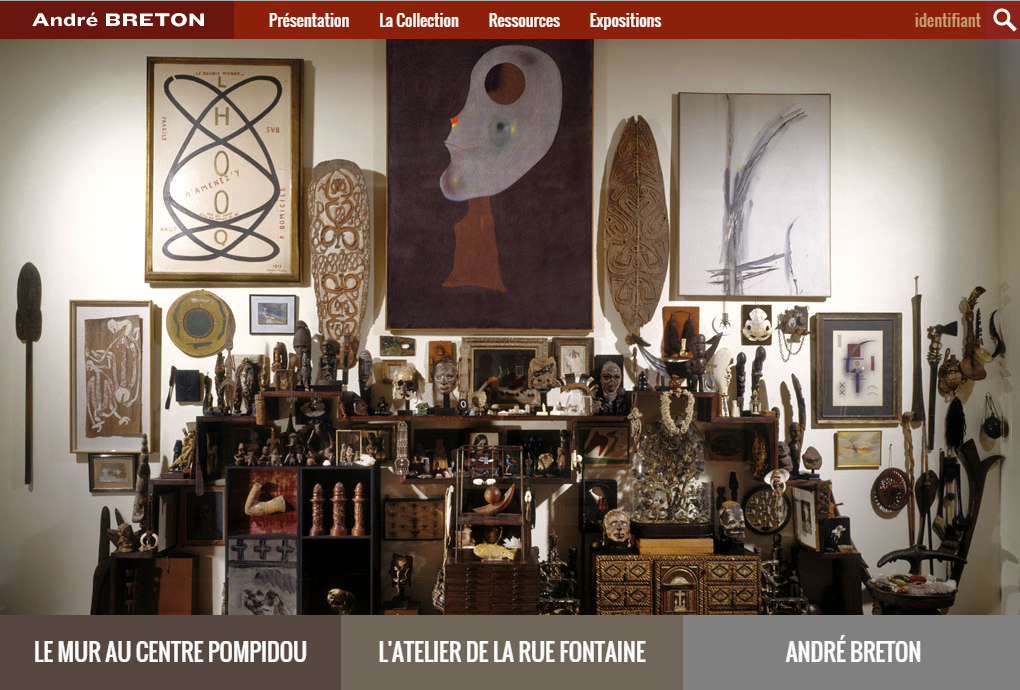 André BRETON
Présentation
La Collection
Ressources
Expositions
identifiant
LE DOUBLE MONDE
L
H
O
O
Q
FRAGILE
BAS
M'AMENEZ'Y
A DOMICILE
HAUT
LE MUR AU CENTRE POMPIDOU
L'ATELIER DE LA RUE FONTAINE
ANDRÉ BRETON